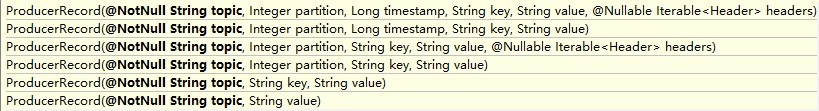 ProducerRecord(@NotNull String topic, Integer partition, Long timestamp, String key, String value, @Nullable Iterable<Header> headers)
ProducerRecord(@NotNull String topic, Integer partition, Long timestamp, String key, String value)
ProducerRecord(@NotNull String topic, Integer partition, String key, String value, @Nullable Iterable<Header> headers)
ProducerRecord(@NotNull String topic, Integer partition, String key, String value)
ProducerRecord(@NotNull String topic, String key, String value)
ProducerRecord(@NotNull String topic, String value)